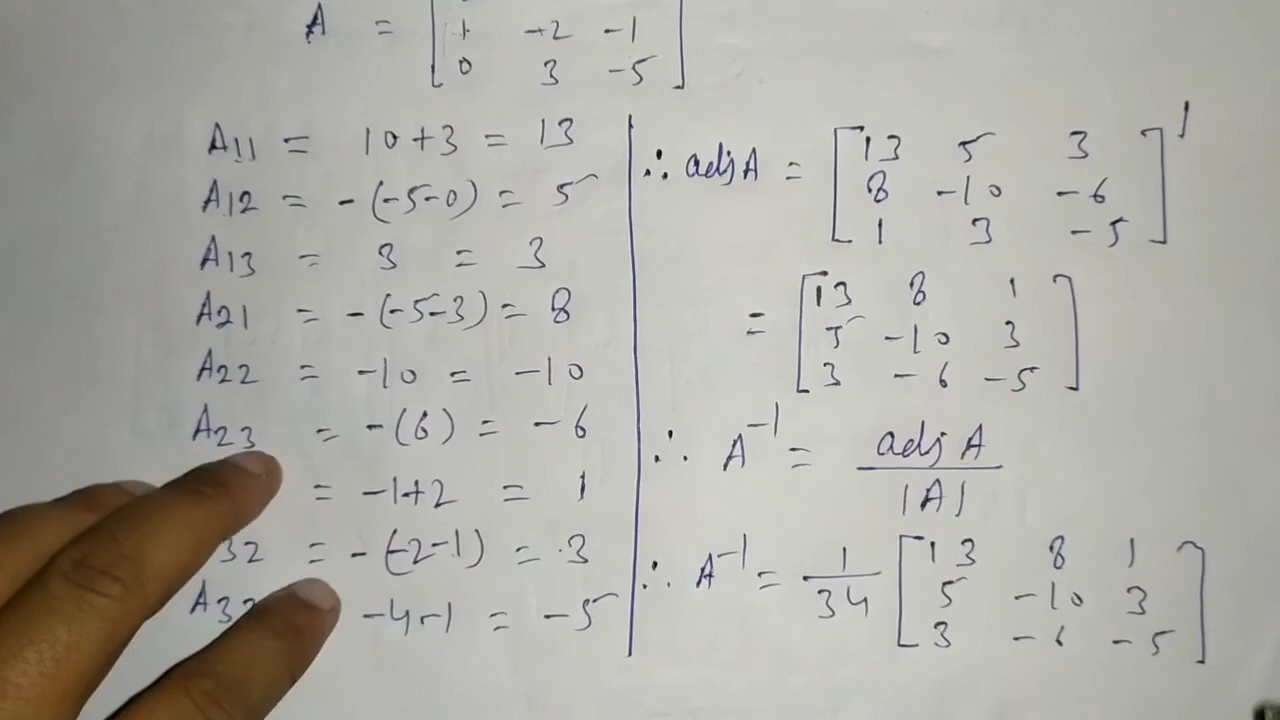 A = [ 1 -2 -1
0 3 -5 ]
A11 = 10+3 = 13
A12 = -(-5-0) = 5
A13 = 3 = 3
A21 = -(-5-3) = 8
A22 = -10 = -10
A23 = -(6) = -6
= -1+2 = 1
32 = -(-2-1) = 3
A3 -4-1 = -5
∴ adj A = [ 13 5 3
8 -10 -6
1 3 -5 ]'
= [ 13 8 1
5 -10 3
3 -6 -5 ]
∴ A⁻¹ = adj A / |A|
∴ A⁻¹ = 1/34 [ 13 8 1
5 -10 3
3 -6 -5 ]